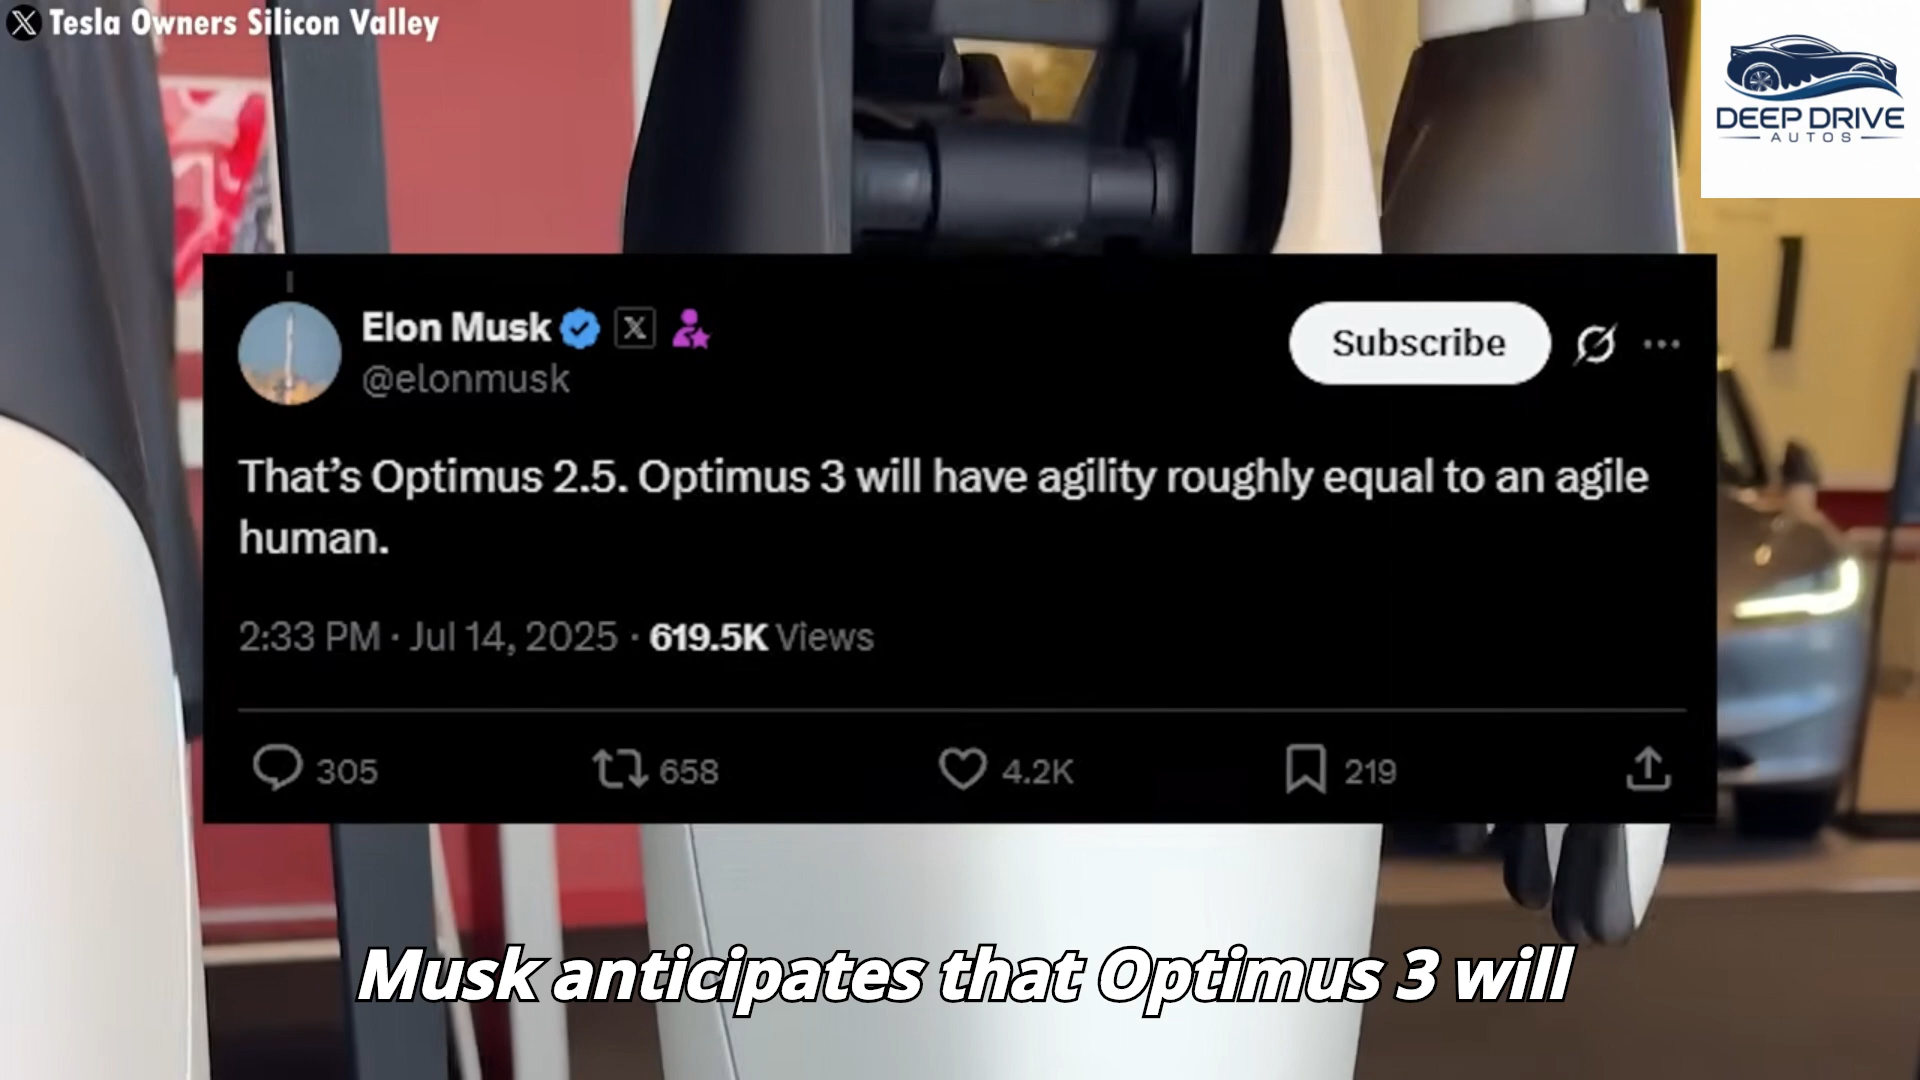 Tesla Owners Silicon Valley
DEEP DRIVE
AUTOS
Elon Musk
@elonmusk
Subscribe
That’s Optimus 2.5. Optimus 3 will have agility roughly equal to an agile
human.
2:33 PM · Jul 14, 2025 · 619.5K Views
305 658 4.2K 219
Musk anticipates that Optimus 3 will